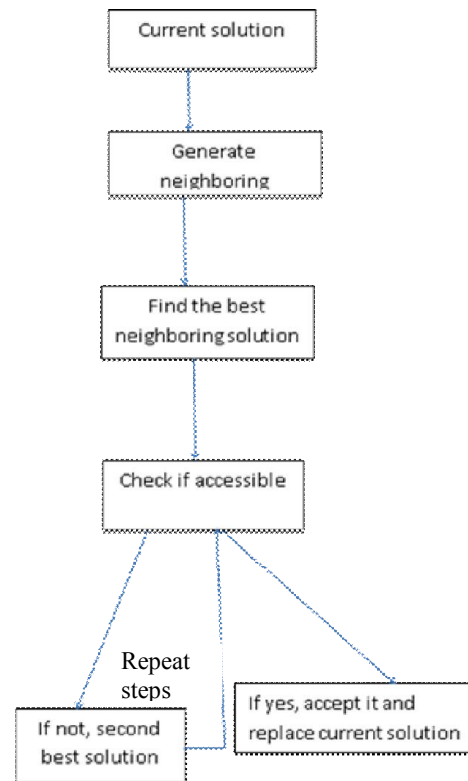 Current solution
Generate
neighboring
Find the best
neighboring solution
Check if accessible
Repeat
steps
If not, second
best solution
If yes, accept it and
replace current solution